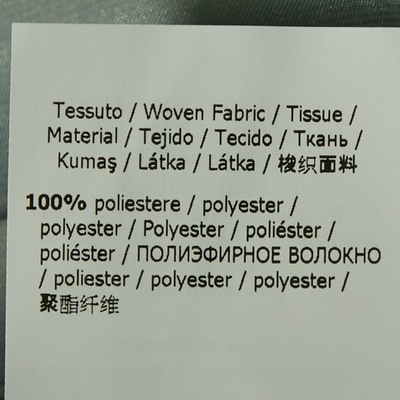 Tessuto / Woven Fabric / Tissue /
Material / Tejido / Tecido / Ткань /
Kumaş / Látka / Látka / 梭织面料
100% poliestere / polyester /
polyester / Polyester / poliéster /
poliéster / ПОЛИЭФИРНОЕ ВОЛОКНО
/ poliester / polyester / polyester /
聚酯纤维